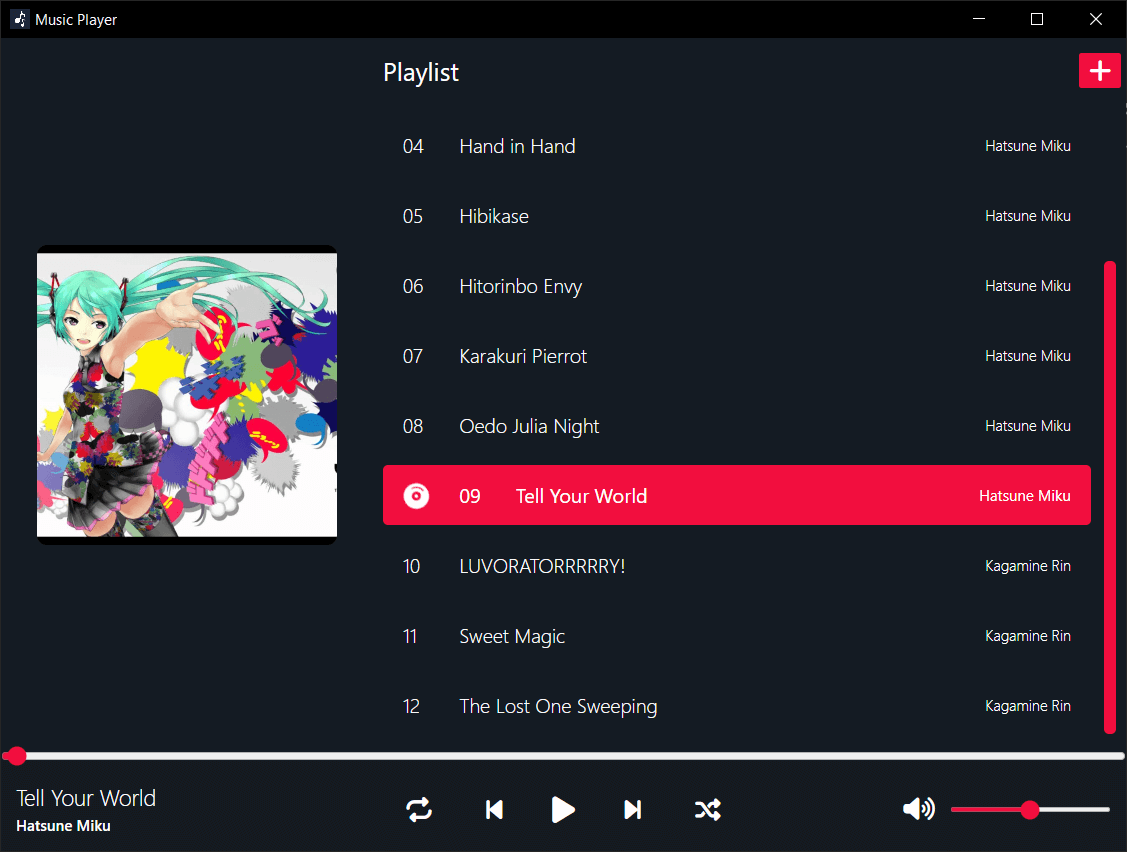 Music Player
Playlist
04 Hand in Hand Hatsune Miku
05 Hibikase Hatsune Miku
06 Hitorinbo Envy Hatsune Miku
07 Karakuri Pierrot Hatsune Miku
08 Oedo Julia Night Hatsune Miku
09 Tell Your World Hatsune Miku
10 LUVORATORRRRRY! Kagamine Rin
11 Sweet Magic Kagamine Rin
12 The Lost One Sweeping Kagamine Rin
Tell Your World
Hatsune Miku